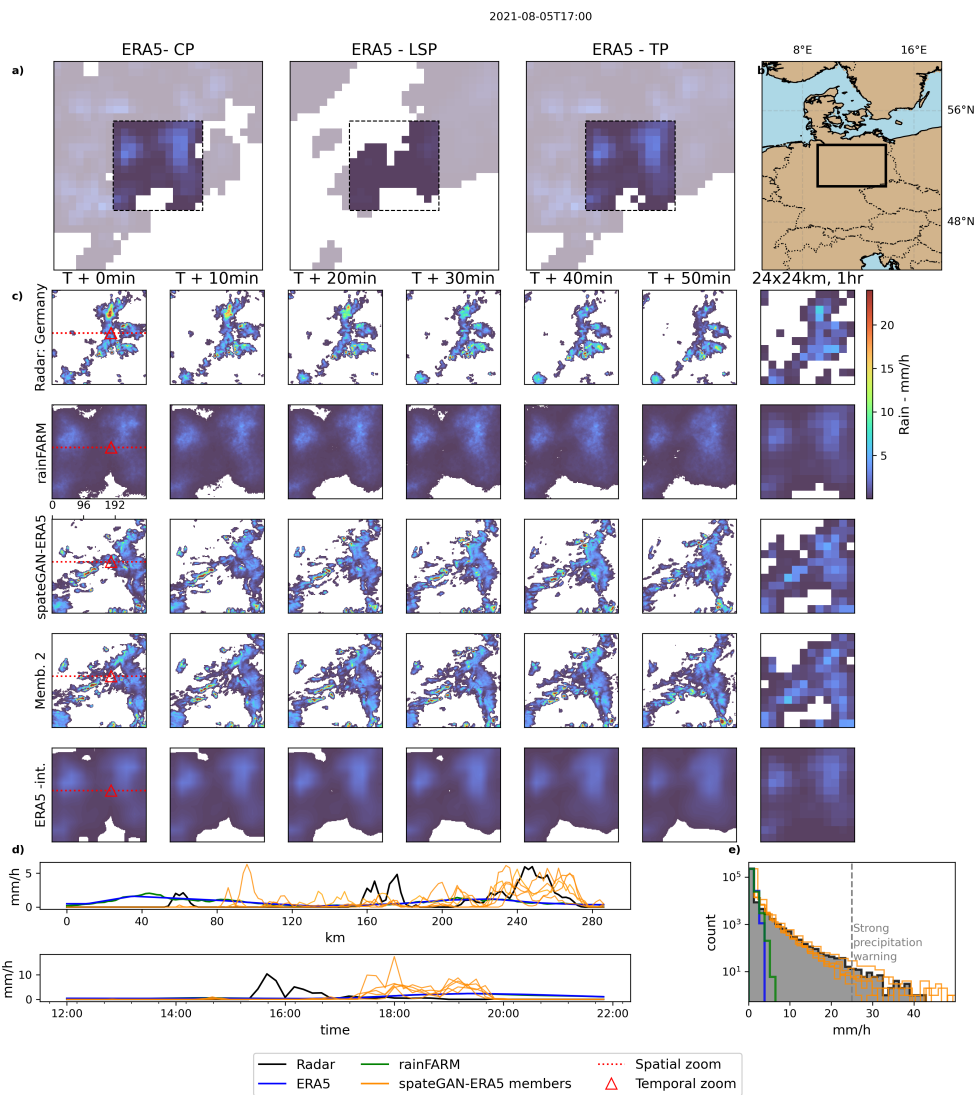 2021-08-05T17:00
ERA5- CP
ERA5 - LSP
ERA5 - TP
8°E
16°E
a)
b)
56°N
48°N
T + 0min
T + 10min
T + 20min
T + 30min
T + 40min
T + 50min
24x24km, 1hr
c)
Radar: Germany
20
15
10
5
Rain - mm/h
rainFARM
0
96
192
spateGAN-ERA5
Memb. 2
ERA5 -int.
d)
mm/h
5
0
0
40
80
120
160
200
240
280
km
mm/h
10
0
12:00
14:00
16:00
18:00
20:00
22:00
time
e)
count
10⁵
10³
10¹
Strong
precipitation
warning
0
10
20
30
40
mm/h
Radar
rainFARM
Spatial zoom
ERA5
spateGAN-ERA5 members
Temporal zoom